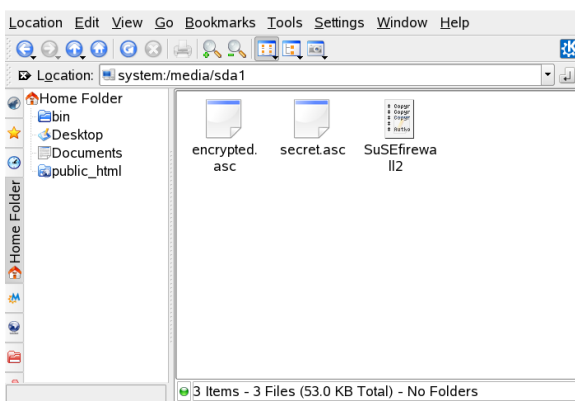 Location Edit View Go Bookmarks Tools Settings Window Help
Location: system:/media/sda1
Home Folder
bin
Desktop
Documents
public_html
Home Folder
encrypted.
asc
secret.asc
SuSEfirewa
ll2
3 Items - 3 Files (53.0 KB Total) - No Folders